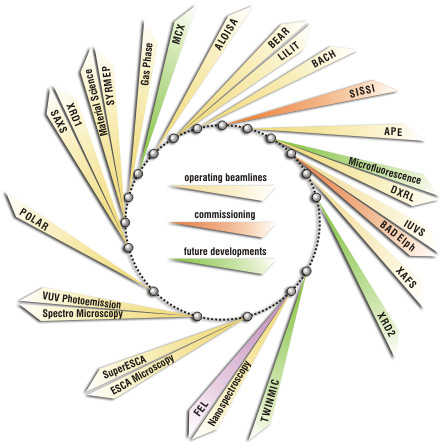 MCX
ALOISA
BEAR
LILIT
BACH
SISSI
APE
Microfluorescence
DXRL
IUVS
BAD Elph
XAFS
XRD2
TWINMIC
Nanospectroscopy
FEL
ESCA Microscopy
SuperESCA
Spectro Microscopy
VUV Photoemission
POLAR
SAXS
XRD1
Material Science
SYRMEP
Gas Phase
operating beamlines
commissioning
future developments